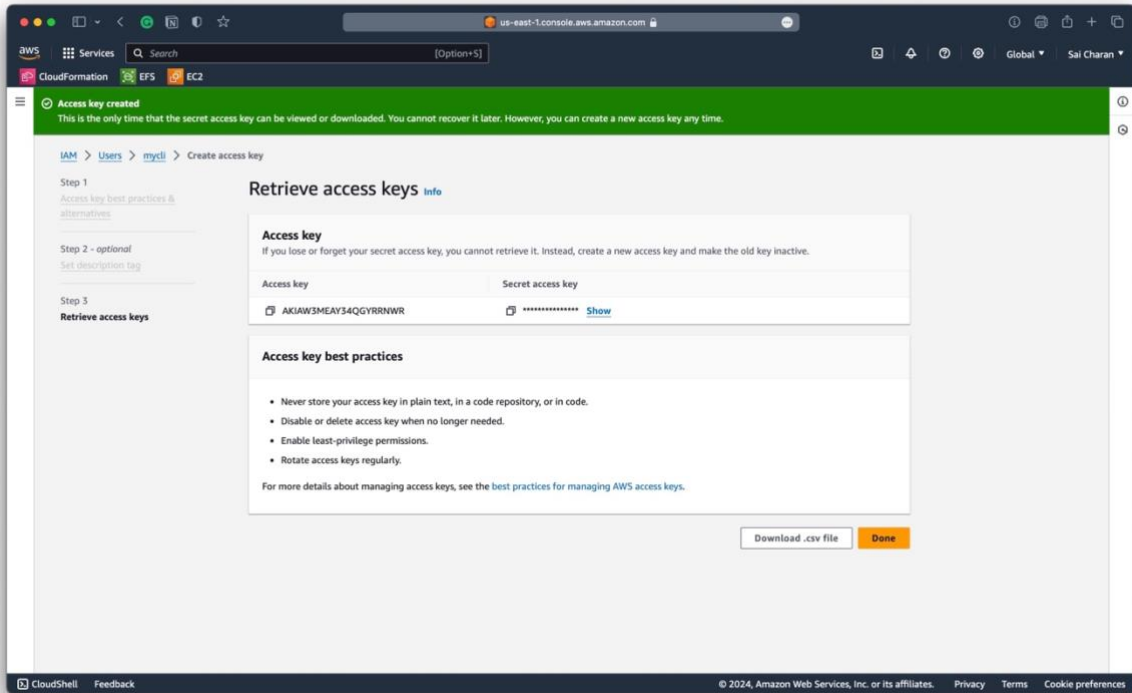 us-east-1.console.aws.amazon.com
aws Services Search [Option+S] Global Sai Charan
CloudFormation EFS EC2
Access key created
This is the only time that the secret access key can be viewed or downloaded. You cannot recover it later. However, you can create a new access key any time.
IAM > Users > mycli > Create access key
Step 1
Access key best practices &
alternatives
Step 2 - optional
Set description tag
Step 3
Retrieve access keys
Retrieve access keys Info
Access key
If you lose or forget your secret access key, you cannot retrieve it. Instead, create a new access key and make the old key inactive.
Access key Secret access key
AKIAW3MEAY34QGYRRNWR *************** Show
Access key best practices
• Never store your access key in plain text, in a code repository, or in code.
• Disable or delete access key when no longer needed.
• Enable least-privilege permissions.
• Rotate access keys regularly.
For more details about managing access keys, see the best practices for managing AWS access keys.
Download .csv file Done
CloudShell Feedback © 2024, Amazon Web Services, Inc. or its affiliates. Privacy Terms Cookie preferences